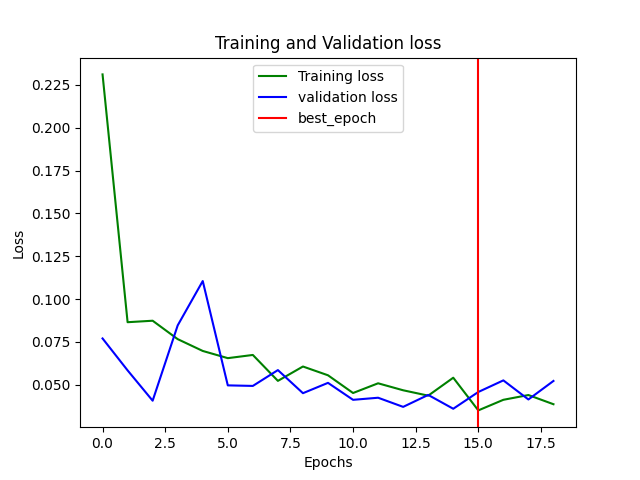 Training and Validation loss
Training loss
validation loss
best_epoch
0.225
0.200
0.175
0.150
0.125
0.100
0.075
0.050
Loss
0.0 2.5 5.0 7.5 10.0 12.5 15.0 17.5
Epochs